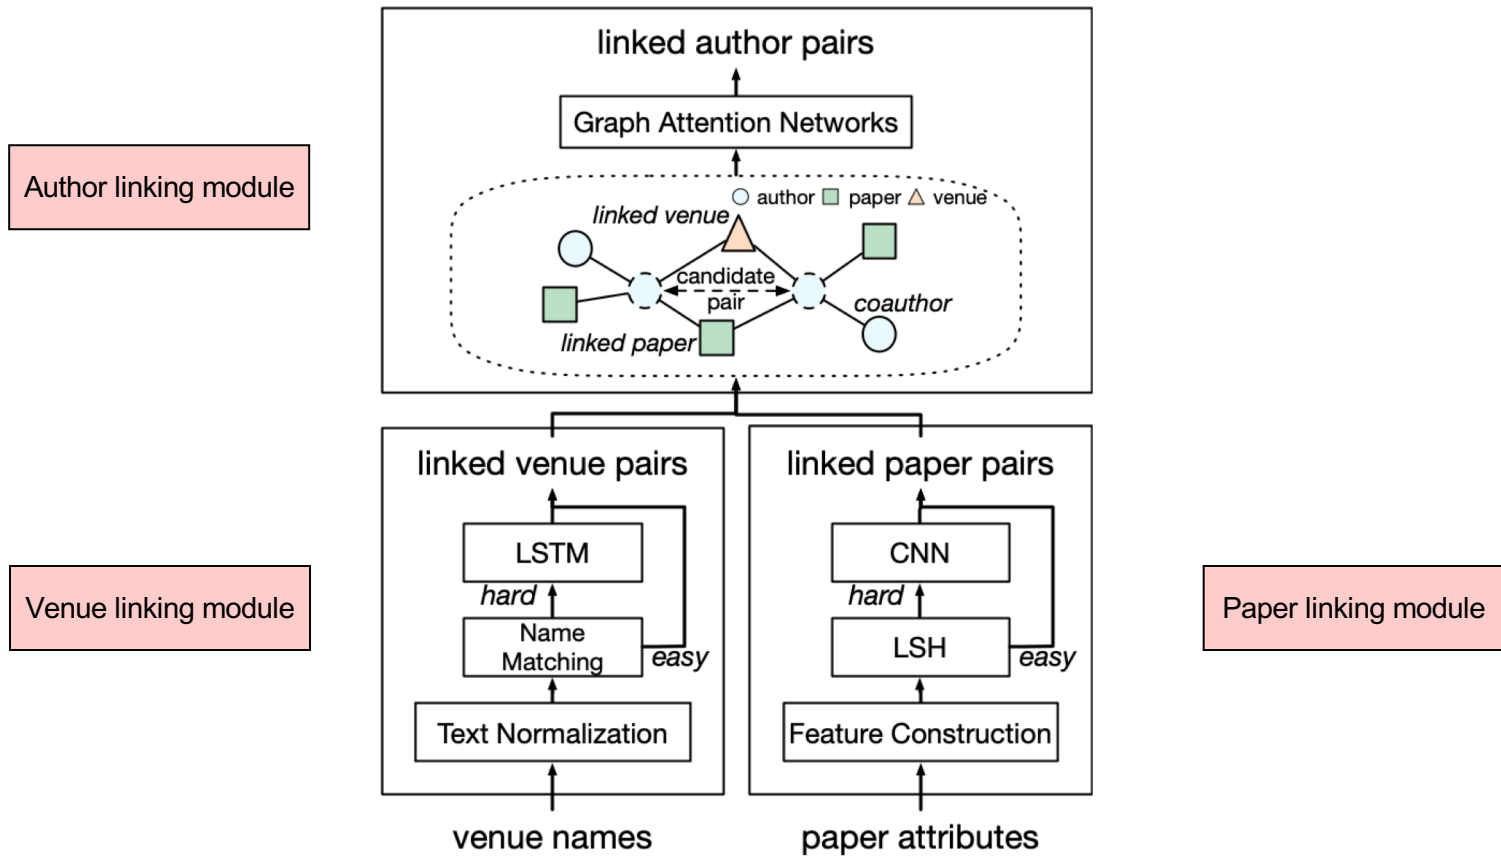 linked author pairs
Graph Attention Networks
Author linking module
author paper venue
linked venue
candidate
pair
coauthor
linked paper
linked venue pairs
linked paper pairs
LSTM
CNN
hard
hard
Venue linking module
Paper linking module
Name
Matching
easy
LSH
easy
Text Normalization
Feature Construction
venue names
paper attributes